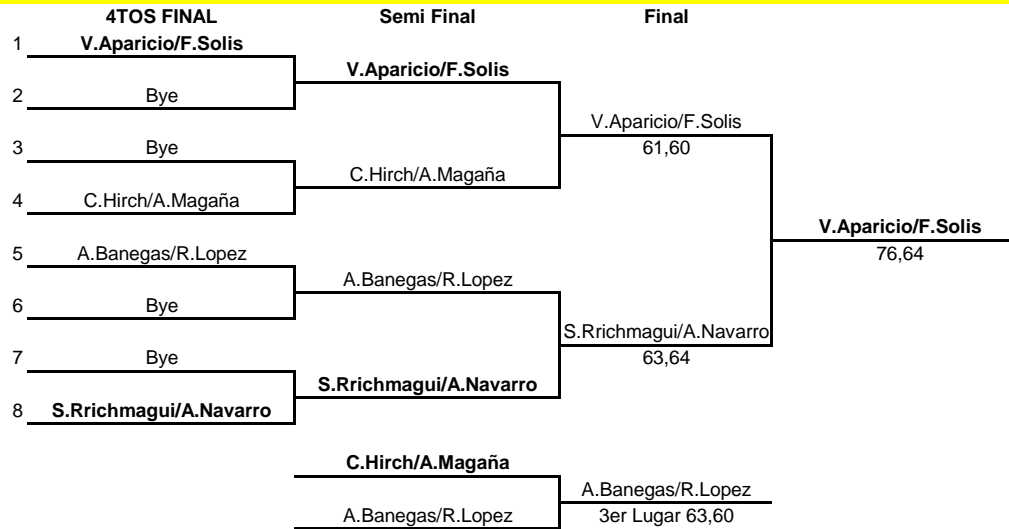 4TOS FINAL Semi Final Final
1 V.Aparicio/F.Solis
V.Aparicio/F.Solis
2 Bye
V.Aparicio/F.Solis
3 Bye 61,60
C.Hirch/A.Magaña
4 C.Hirch/A.Magaña
V.Aparicio/F.Solis
5 A.Banegas/R.Lopez 76,64
A.Banegas/R.Lopez
6 Bye
S.Rrichmagui/A.Navarro
7 Bye 63,64
S.Rrichmagui/A.Navarro
8 S.Rrichmagui/A.Navarro
C.Hirch/A.Magaña
A.Banegas/R.Lopez
A.Banegas/R.Lopez 3er Lugar 63,60